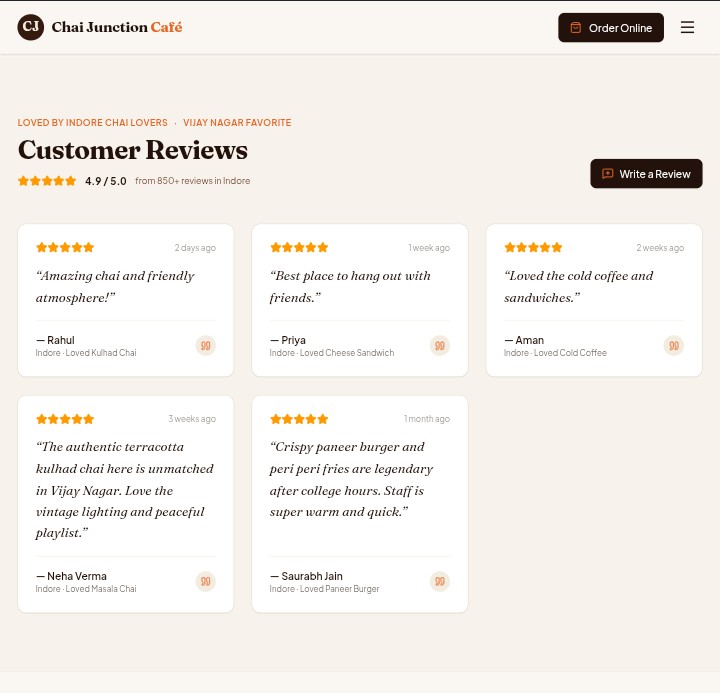 CJ Chai Junction Café
Order Online
LOVED BY INDORE CHAI LOVERS · VIJAY NAGAR FAVORITE
Customer Reviews
4.9 / 5.0 from 850+ reviews in Indore
Write a Review
2 days ago
“Amazing chai and friendly
atmosphere!”
— Rahul
Indore · Loved Kulhad Chai
1 week ago
“Best place to hang out with
friends.”
— Priya
Indore · Loved Cheese Sandwich
2 weeks ago
“Loved the cold coffee and
sandwiches.”
— Aman
Indore · Loved Cold Coffee
3 weeks ago
“The authentic terracotta
kulhad chai here is unmatched
in Vijay Nagar. Love the
vintage lighting and peaceful
playlist.”
— Neha Verma
Indore · Loved Masala Chai
1 month ago
“Crispy paneer burger and
peri peri fries are legendary
after college hours. Staff is
super warm and quick.”
— Saurabh Jain
Indore · Loved Paneer Burger